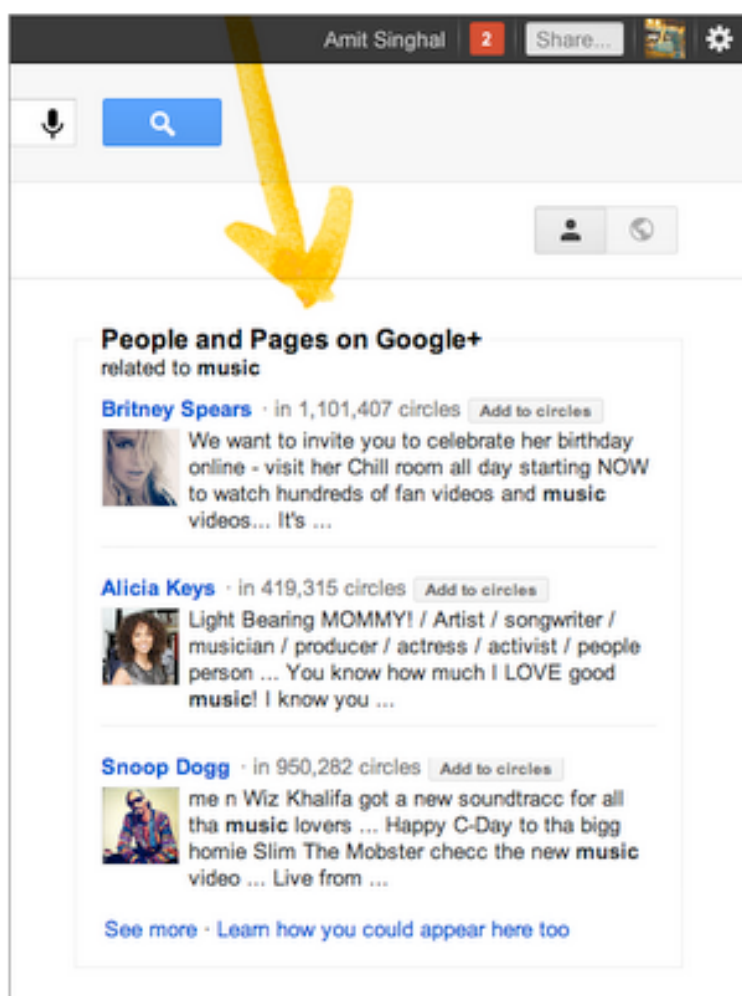 Amit Singhal 2 Share...
People and Pages on Google+
related to music
Britney Spears · in 1,101,407 circles Add to circles
We want to invite you to celebrate her birthday
online - visit her Chill room all day starting NOW
to watch hundreds of fan videos and music
videos... It's ...
Alicia Keys · in 419,315 circles Add to circles
Light Bearing MOMMY! / Artist / songwriter /
musician / producer / actress / activist / people
person ... You know how much I LOVE good
music! I know you ...
Snoop Dogg · in 950,282 circles Add to circles
me n Wiz Khalifa got a new soundtracc for all
tha music lovers ... Happy C-Day to tha bigg
homie Slim The Mobster checc the new music
video ... Live from ...
See more · Learn how you could appear here too